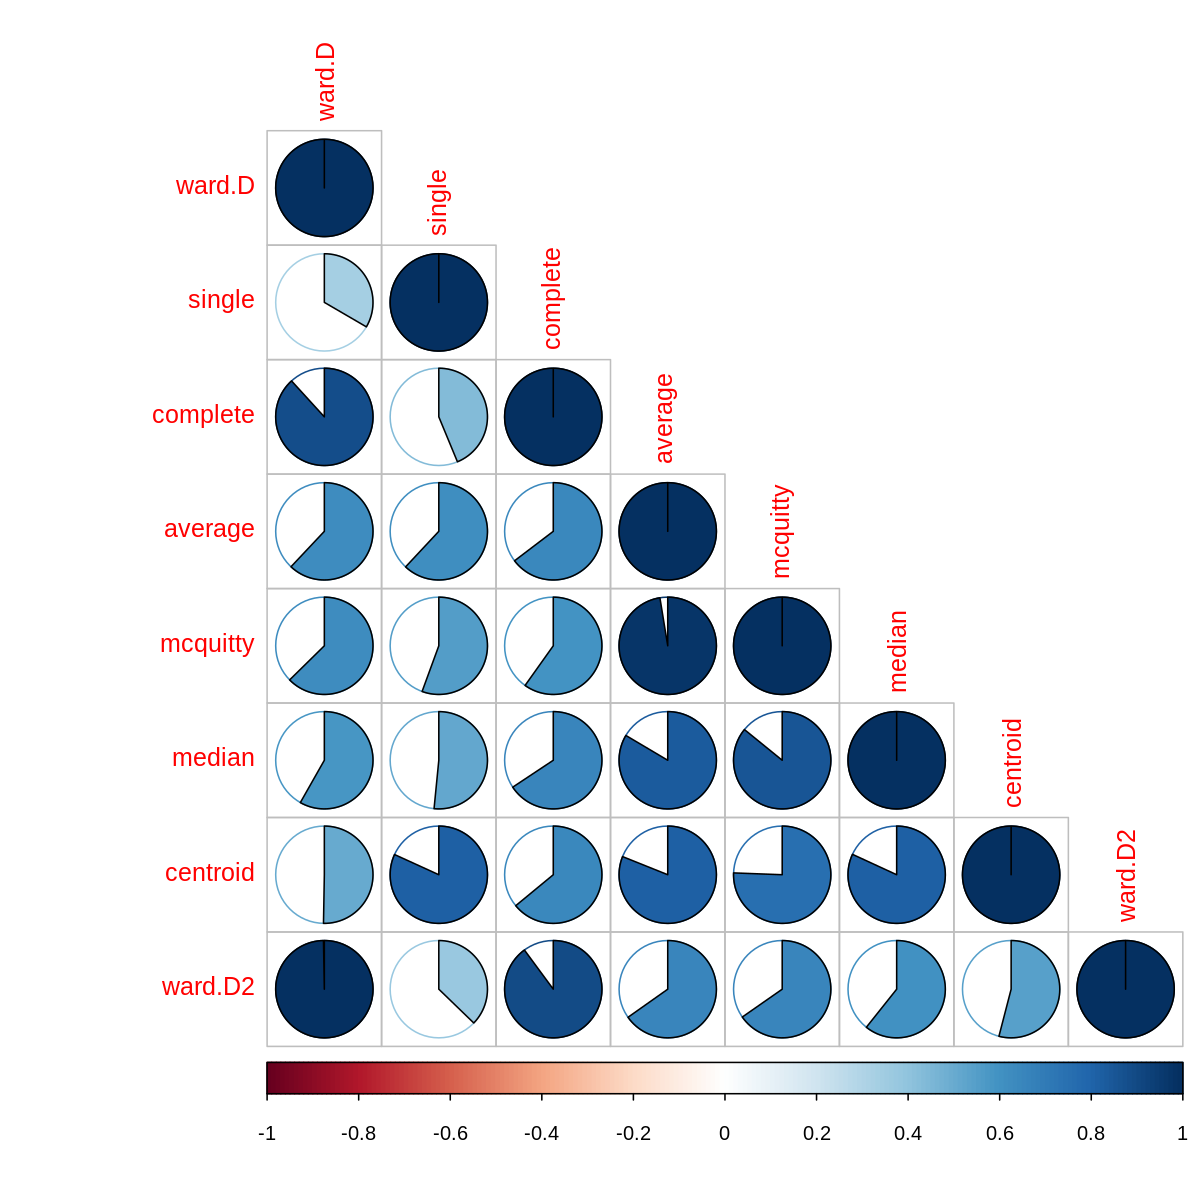 ward.D
single
complete
average
mcquitty
median
centroid
ward.D2
ward.D
single
complete
average
mcquitty
median
centroid
ward.D2
-1 -0.8 -0.6 -0.4 -0.2 0 0.2 0.4 0.6 0.8 1